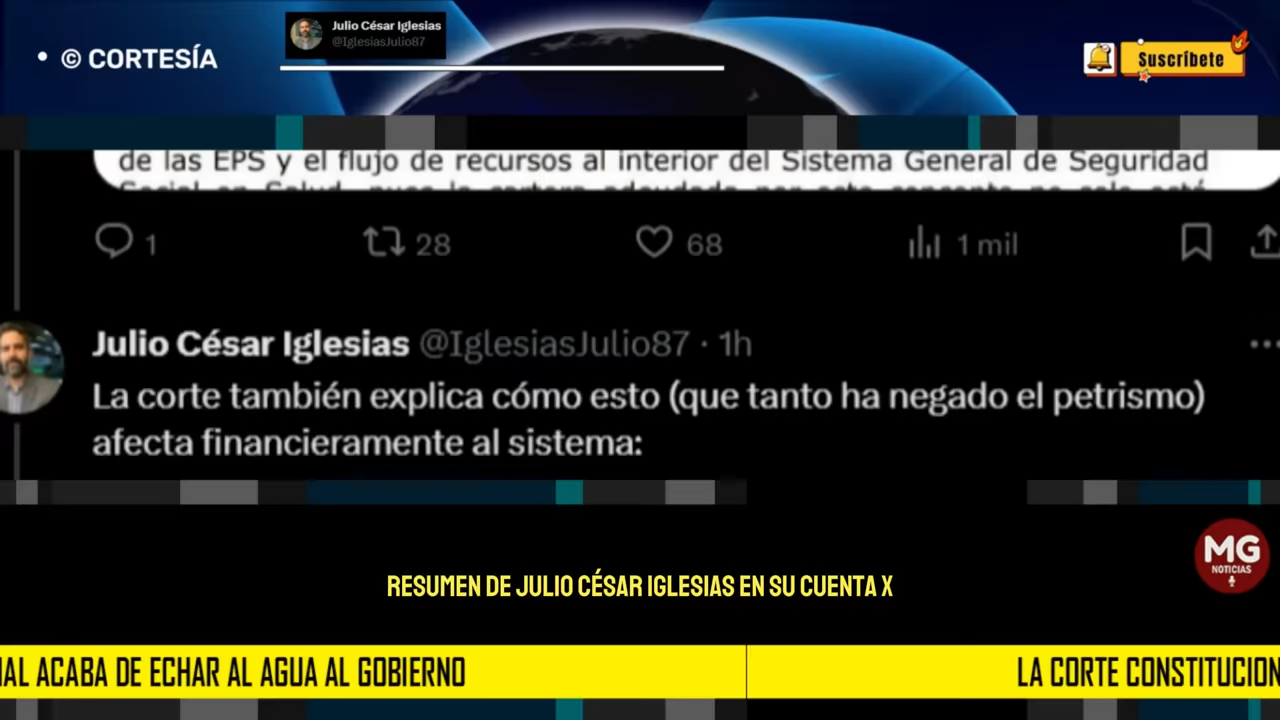 • © CORTESÍA
Julio César Iglesias
@IglesiasJulio87
Suscríbete
de las EPS y el flujo de recursos al interior del Sistema General de Seguridad
1
28
68
1 mil
Julio César Iglesias @IglesiasJulio87 · 1h
La corte también explica cómo esto (que tanto ha negado el petrismo)
afecta financieramente al sistema:
MG
NOTICIAS
RESUMEN DE JULIO CÉSAR IGLESIAS EN SU CUENTA X
AL ACABA DE ECHAR AL AGUA AL GOBIERNO
LA CORTE CONSTITUCION